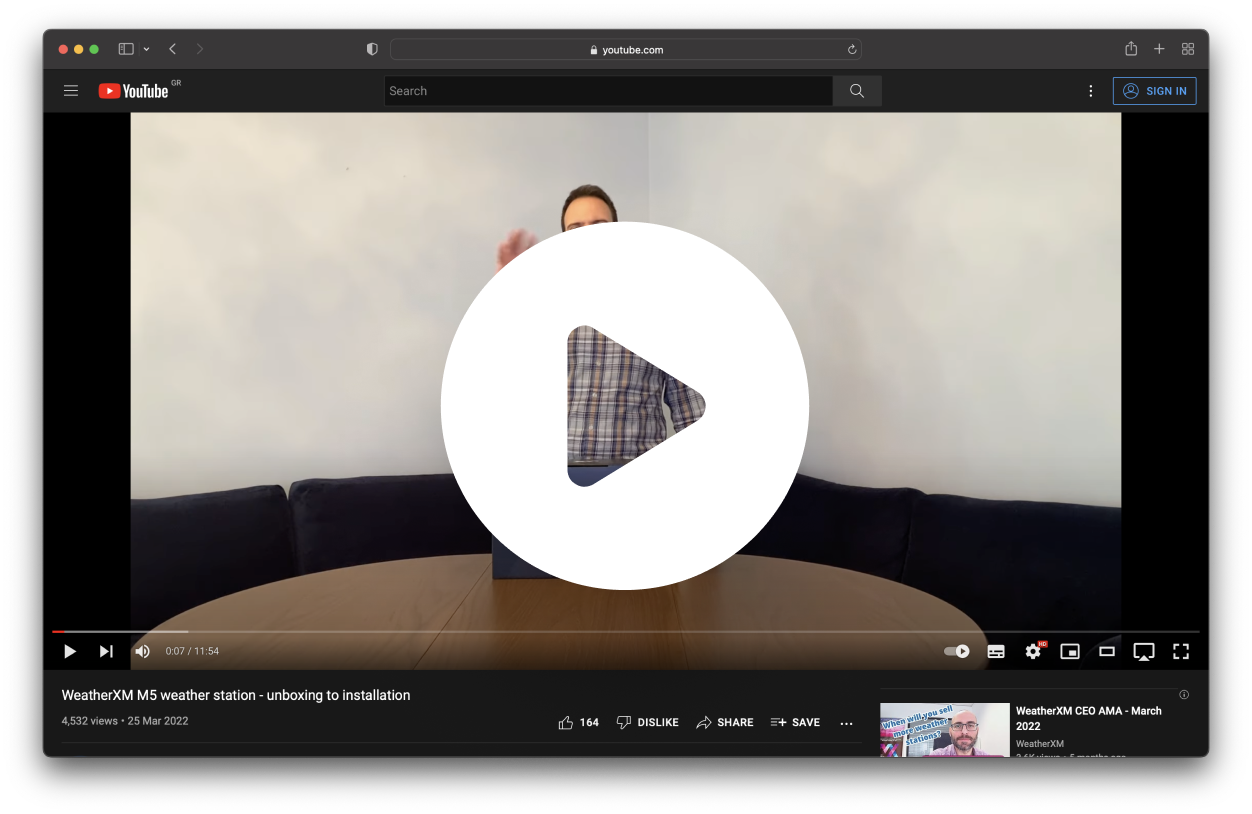 youtube.com
YouTube GR
Search
SIGN IN
0:07 / 11:54
HD
WeatherXM M5 weather station - unboxing to installation
4,532 views • 25 Mar 2022
164 DISLIKE SHARE SAVE
When will you sell
more weather
stations?
WeatherXM CEO AMA - March
2022
WeatherXM